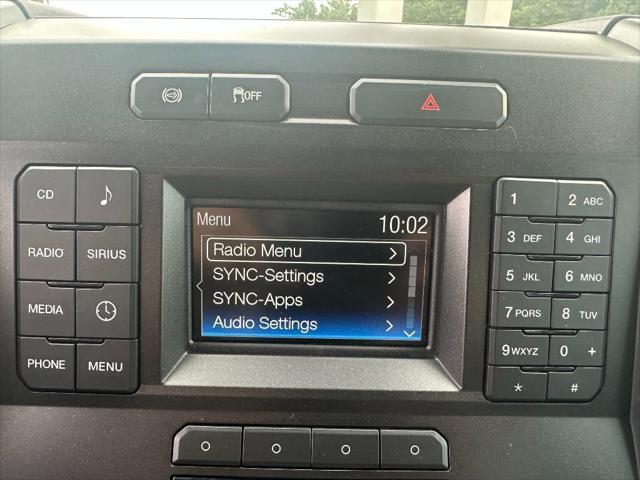 OFF
CD
RADIO SIRIUS
MEDIA
PHONE MENU
Menu 10:02
Radio Menu
SYNC-Settings
SYNC-Apps
Audio Settings
1 2 ABC
3 DEF 4 GHI
5 JKL 6 MNO
7 PQRS 8 TUV
9 WXYZ 0 +
* #